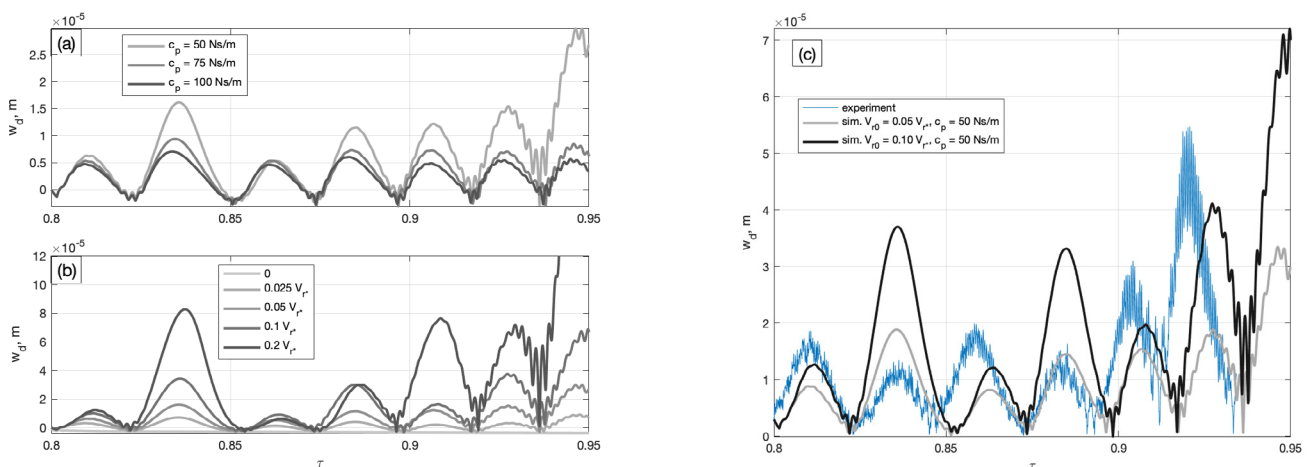 ×10⁻⁵
(a)
c_p = 50 Ns/m
c_p = 75 Ns/m
c_p = 100 Ns/m
2.5
2
1.5
1
0.5
0
w_d, m
0.8
0.85
0.9
0.95
τ
×10⁻⁵
(b)
0
0.025 V_r*
0.05 V_r*
0.1 V_r*
0.2 V_r*
12
10
8
6
4
2
0
w_d, m
0.8
0.85
0.9
0.95
τ
×10⁻⁵
(c)
experiment
sim. V_r0 = 0.05 V_r*, c_p = 50 Ns/m
sim. V_r0 = 0.10 V_r*, c_p = 50 Ns/m
7
6
5
4
3
2
1
0
w_d, m
0.8
0.85
0.9
0.95
τ